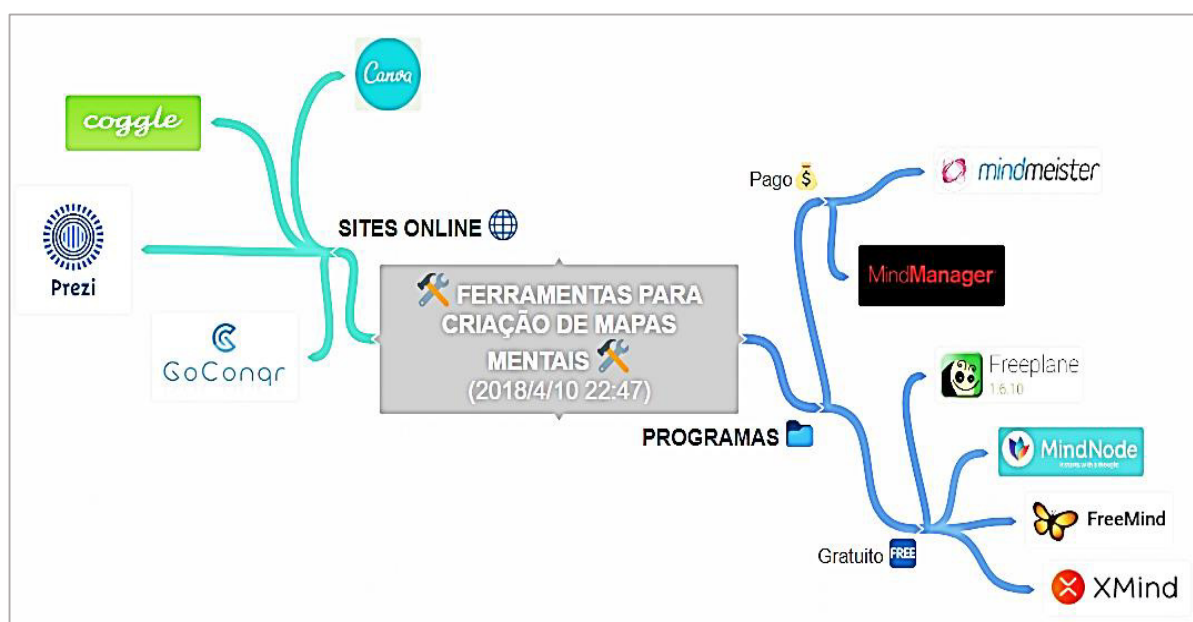 Canva
coggle
SITES ONLINE
Prezi
GoConqr
FERRAMENTAS PARA
CRIAÇÃO DE MAPAS
MENTAIS
(2018/4/10 22:47)
Pago
mindmeister
MindManager
PROGRAMAS
Freeplane
1.6.10
MindNode
FreeMind
Gratuito FREE
XMind